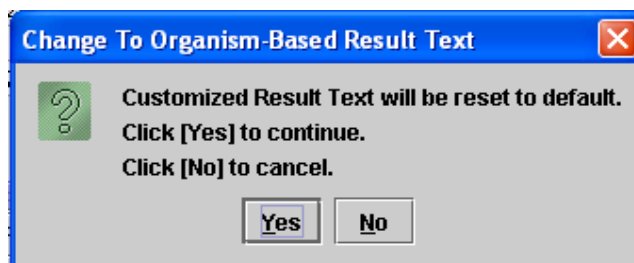 Change To Organism-Based Result Text
Customized Result Text will be reset to default.
Click [Yes] to continue.
Click [No] to cancel.
Yes No